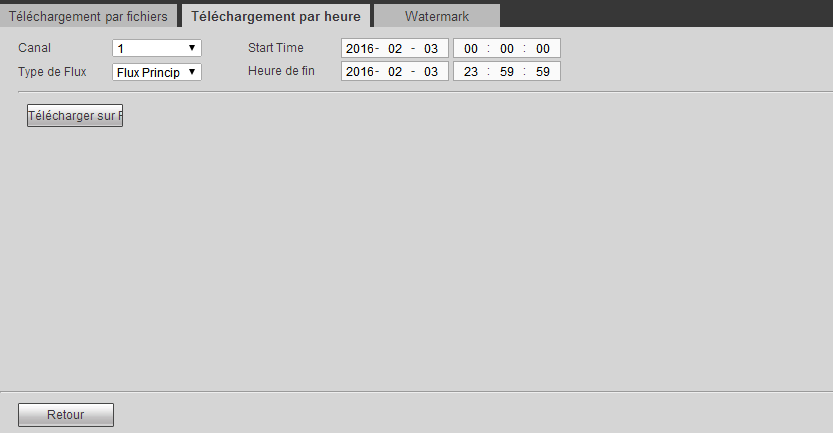 Téléchargement par fichiers Téléchargement par heure Watermark
Canal 1 Start Time 2016- 02 - 03 00 : 00 : 00
Type de Flux Flux Princip Heure de fin 2016- 02 - 03 23 : 59 : 59
Télécharger sur
Retour